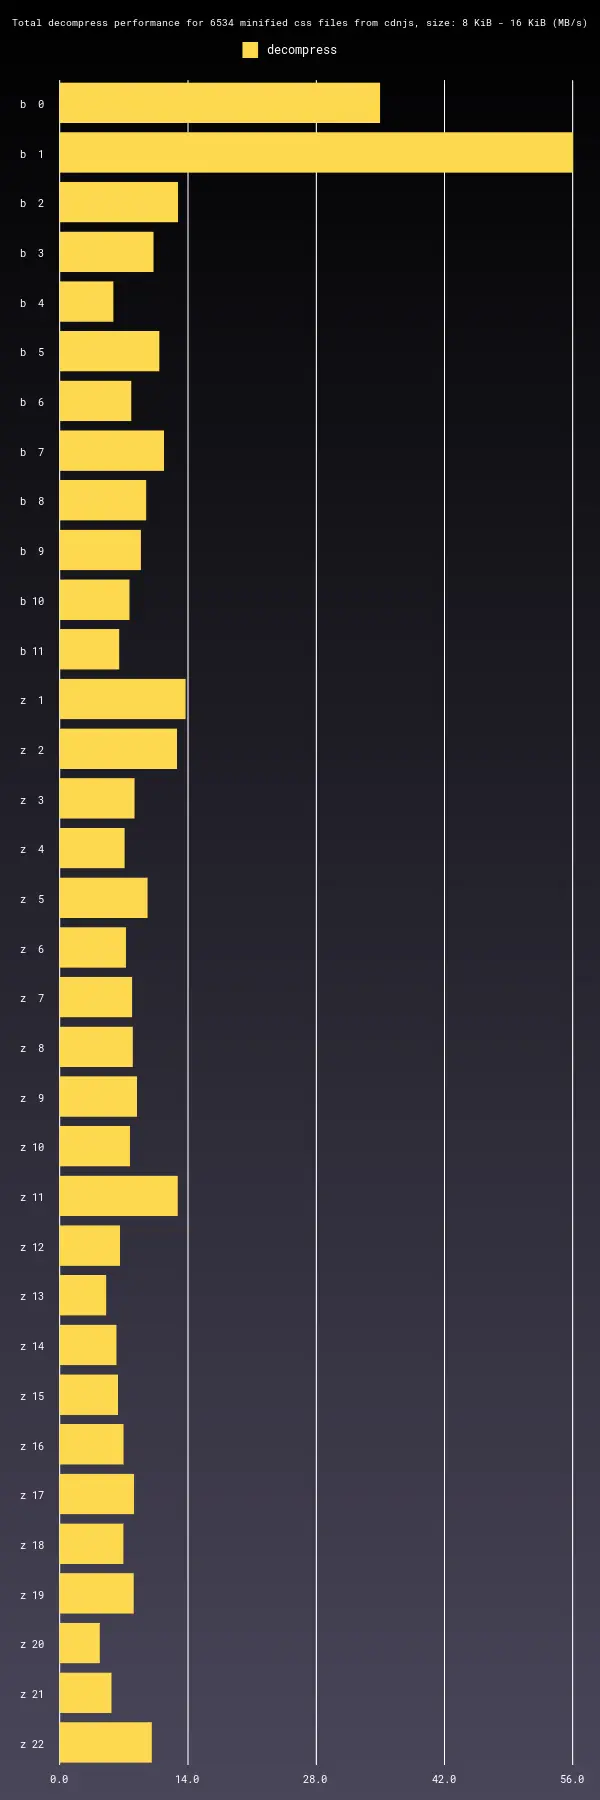 Total decompress performance for 6534 minified css files from cdnjs, size: 8 KiB - 16 KiB (MB/s)
decompress
b 0
b 1
b 2
b 3
b 4
b 5
b 6
b 7
b 8
b 9
b 10
b 11
z 1
z 2
z 3
z 4
z 5
z 6
z 7
z 8
z 9
z 10
z 11
z 12
z 13
z 14
z 15
z 16
z 17
z 18
z 19
z 20
z 21
z 22
0.0 14.0 28.0 42.0 56.0